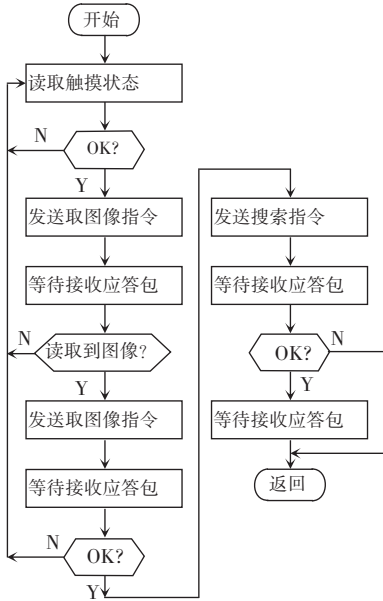 开始
读取触摸状态
N
OK?
Y
发送取图像指令
等待接收应答包
N
读取到图像?
Y
发送取图像指令
等待接收应答包
N
OK?
Y
发送搜索指令
等待接收应答包
OK?
N
Y
等待接收应答包
返回